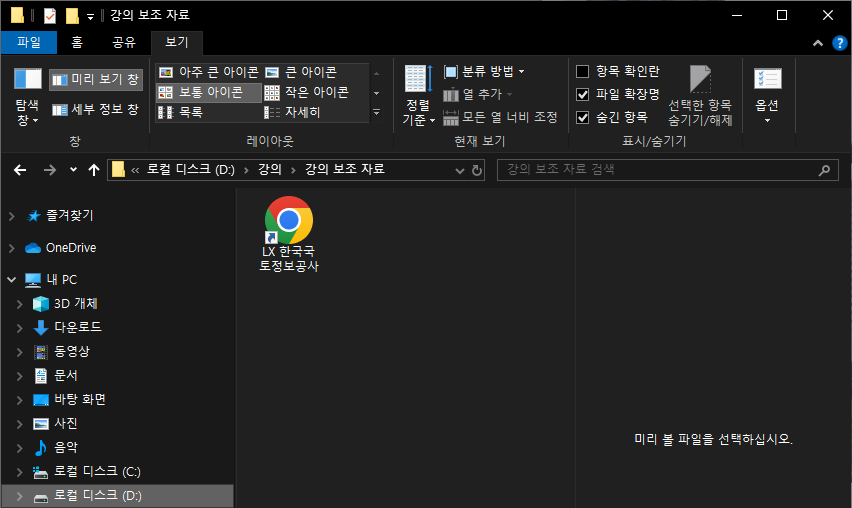 강의 보조 자료
파일 홈 공유 보기
탐색 창
미리 보기 창
세부 정보 창
창
아주 큰 아이콘 큰 아이콘
보통 아이콘 작은 아이콘
목록 자세히
레이아웃
정렬 기준
분류 방법
열 추가
모든 열 너비 조정
현재 보기
항목 확인란
파일 확장명
숨긴 항목
선택한 항목
숨기기/해제
표시/숨기기
옵션
« 로컬 디스크 (D:) > 강의 > 강의 보조 자료
강의 보조 자료 검색
즐겨찾기
OneDrive
내 PC
3D 개체
다운로드
동영상
문서
바탕 화면
사진
음악
로컬 디스크 (C:)
로컬 디스크 (D:)
LX 한국국
토정보공사
미리 볼 파일을 선택하십시오.